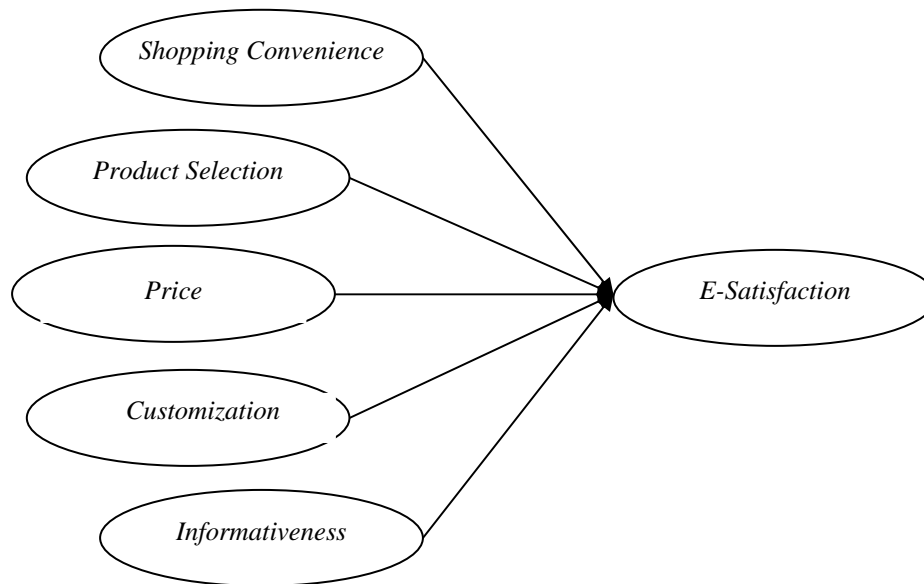 Shopping Convenience
Product Selection
Price
E-Satisfaction
Customization
Informativeness